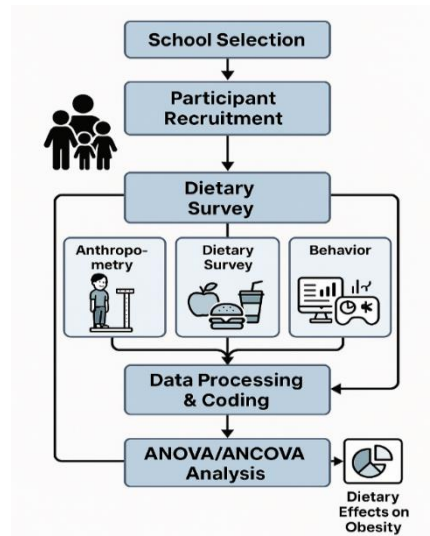 School Selection
Participant
Recruitment
Dietary
Survey
Anthropo-
metry
Dietary
Survey
Behavior
Data Processing
& Coding
ANOVA/ANCOVA
Analysis
Dietary
Effects on
Obesity